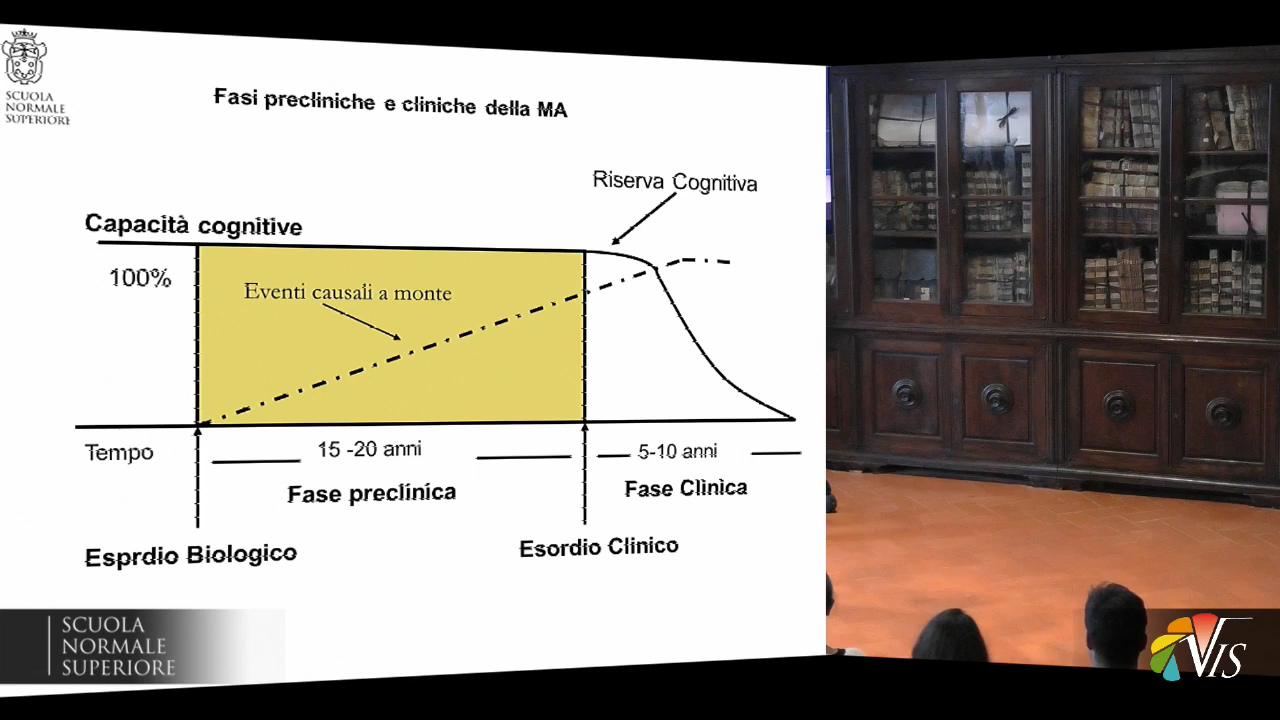 SCUOLA
NORMALE
SUPERIORE
Fasi precliniche e cliniche della MA
Riserva Cognitiva
Capacità cognitive
100%
Eventi causali a monte
Tempo
15 -20 anni
5-10 anni
Fase preclinica
Fase Clinica
Esprdio Biologico
Esordio Clinico
SCUOLA
NORMALE
SUPERIORE
VIS